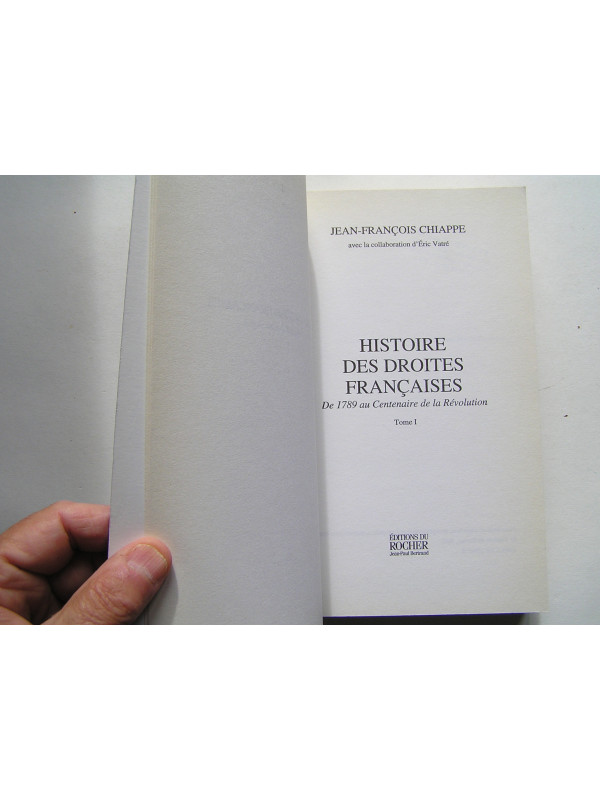 JEAN-FRANÇOIS CHIAPPE
avec la collaboration d'Éric Vatré
HISTOIRE
DES DROITES
FRANÇAISES
De 1789 au Centenaire de la Révolution
Tome I
ÉDITIONS DU
ROCHER
Jean-Paul Bertrand